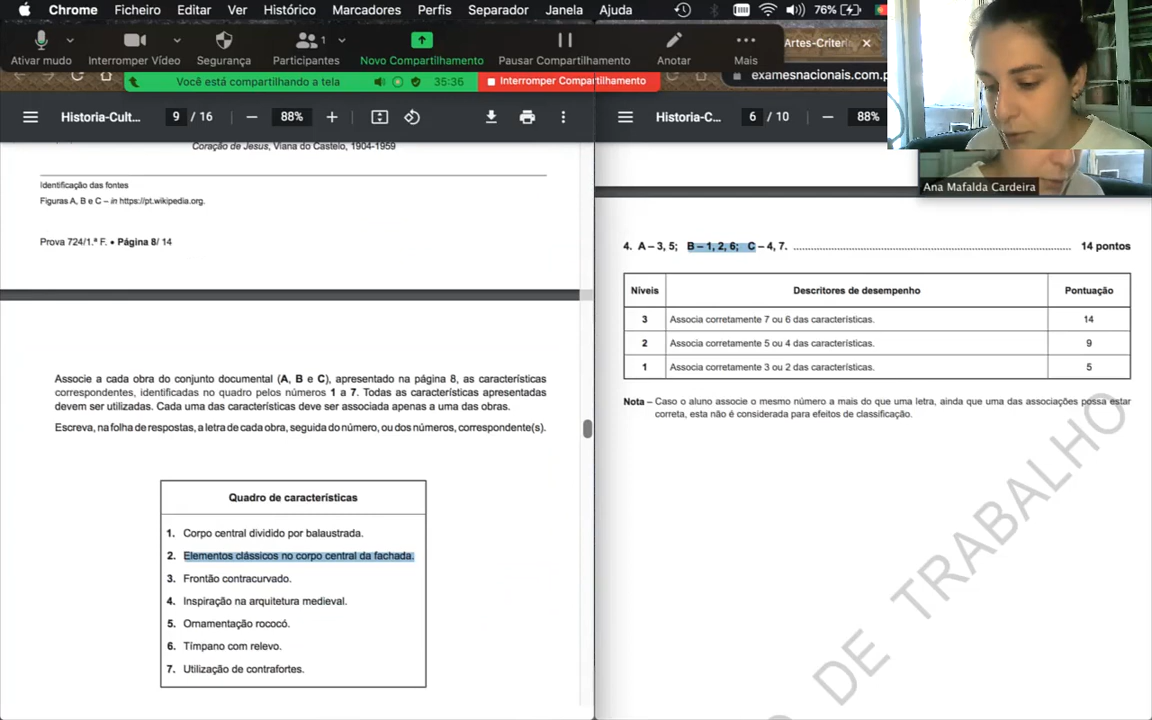 Chrome Ficheiro Editar Ver Histórico Marcadores Perfis Separador Janela Ajuda 76%
Ativar mudo Interromper Vídeo Segurança Participantes 1 Novo Compartilhamento Pausar Compartilhamento Anotar Mais
Artes-Criteri
Você está compartilhando a tela 35:36 Interromper Compartilhamento
examesnacionais.com.p
Historia-Cult... 9 / 16 88%
Historia-C... 6 / 10 88%
Ana Mafalda Cardeira
Coração de Jesus, Viana do Castelo, 1904-1959
Identificação das fontes
Figuras A, B e C – in https://pt.wikipedia.org.
Prova 724/1.ª F. • Página 8/ 14
Associe a cada obra do conjunto documental (A, B e C), apresentado na página 8, as características
correspondentes, identificadas no quadro pelos números 1 a 7. Todas as características apresentadas
devem ser utilizadas. Cada uma das características deve ser associada apenas a uma das obras.
Escreva, na folha de respostas, a letra de cada obra, seguida do número, ou dos números, correspondente(s).
Quadro de características
1. Corpo central dividido por balaustrada.
2. Elementos clássicos no corpo central da fachada.
3. Frontão contracurvado.
4. Inspiração na arquitetura medieval.
5. Ornamentação rococó.
6. Tímpano com relevo.
7. Utilização de contrafortes.
4. A – 3, 5; B – 1, 2, 6; C – 4, 7. .......................................................................................... 14 pontos
Níveis Descritores de desempenho Pontuação
3 Associa corretamente 7 ou 6 das características. 14
2 Associa corretamente 5 ou 4 das características. 9
1 Associa corretamente 3 ou 2 das características. 5
Nota – Caso o aluno associe o mesmo número a mais do que uma letra, ainda que uma das associações possa estar
correta, esta não é considerada para efeitos de classificação.
DE TRABALHO